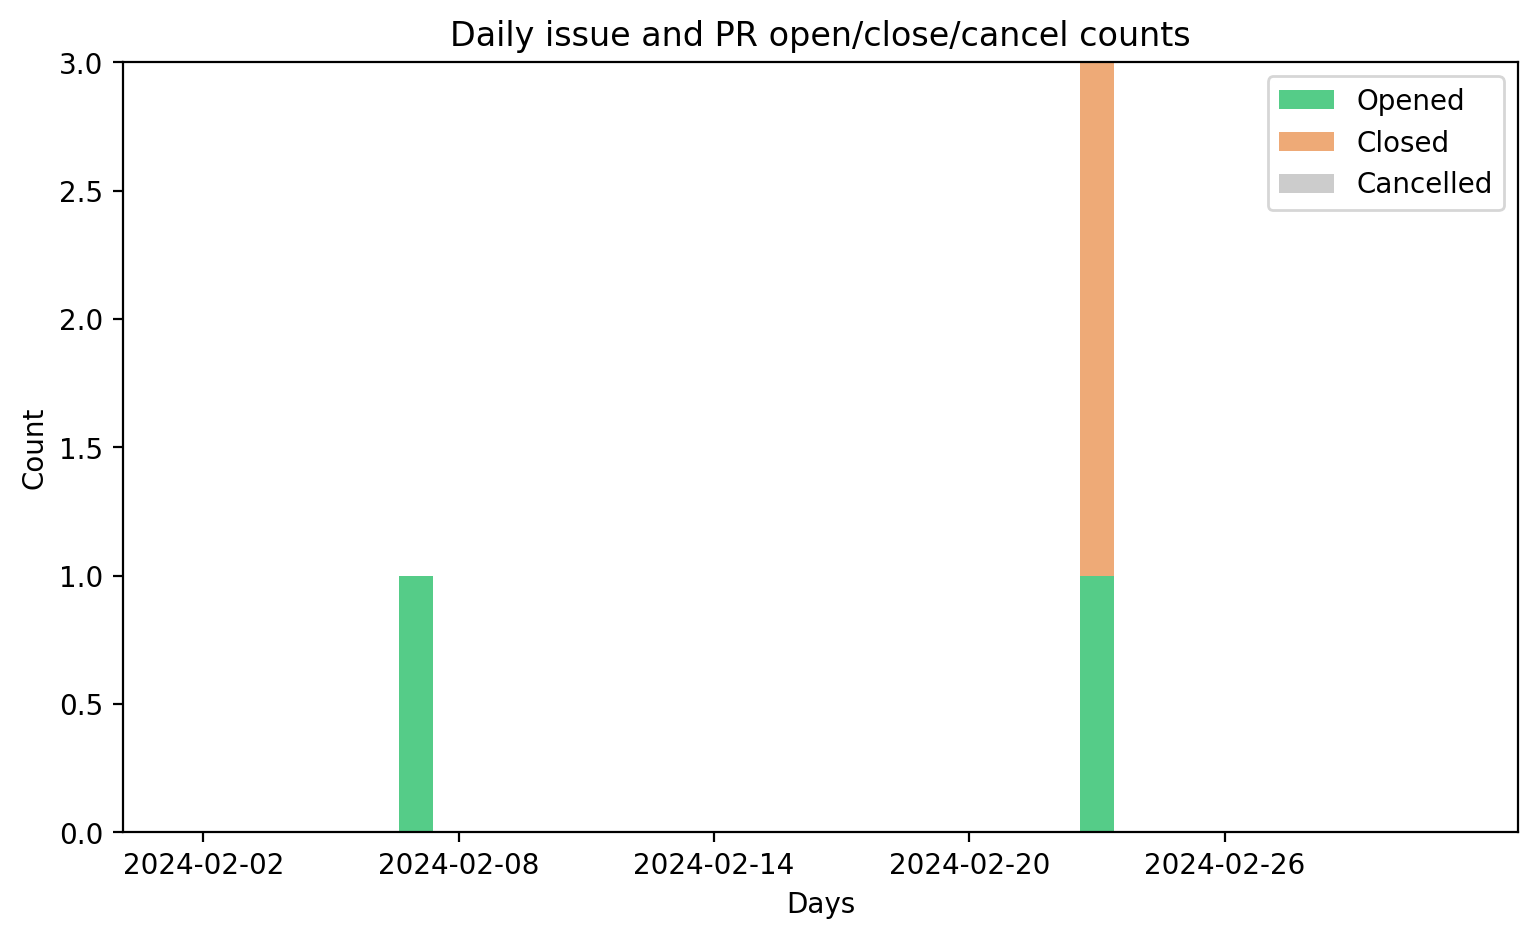 Daily issue and PR open/close/cancel counts
3.0
2.5
2.0
1.5
1.0
0.5
0.0
Count
Opened
Closed
Cancelled
2024-02-02 2024-02-08 2024-02-14 2024-02-20 2024-02-26
Days